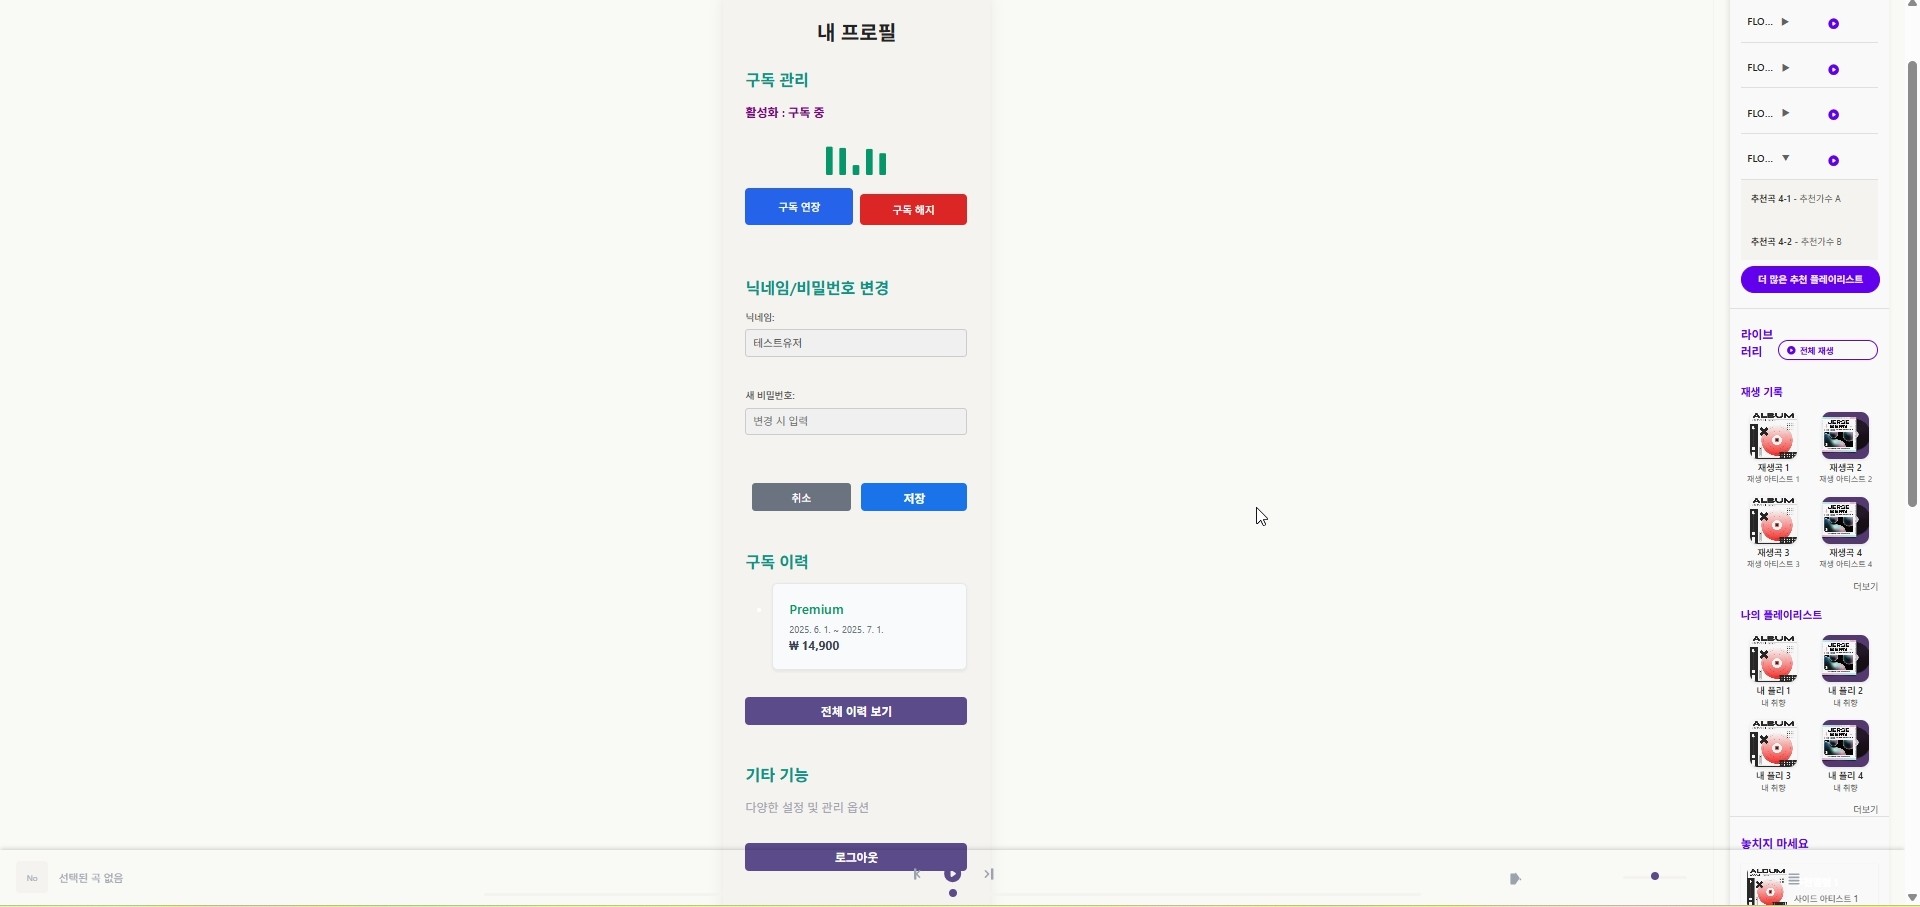 내 프로필
구독 관리
활성화 : 구독 중
구독 연장
구독 해지
닉네임/비밀번호 변경
닉네임:
테스트유저
새 비밀번호:
변경 시 입력
취소
저장
구독 이력
Premium
2025. 6. 1. ~ 2025. 7. 1.
₩ 14,900
전체 이력 보기
기타 기능
다양한 설정 및 관리 옵션
로그아웃
No
선택된 곡 없음
FLO...
FLO...
FLO...
FLO...
추천곡 4-1 - 추천가수 A
추천곡 4-2 - 추천가수 B
더 많은 추천 플레이리스트
라이브
러리
전체 재생
재생 기록
ALBUM
재생곡 1
재생 아티스트 1
재생곡 2
재생 아티스트 2
ALBUM
재생곡 3
재생 아티스트 3
재생곡 4
재생 아티스트 4
더보기
나의 플레이리스트
ALBUM
내 플리 1
내 취향
내 플리 2
내 취향
ALBUM
내 플리 3
내 취향
내 플리 4
내 취향
더보기
놓치지 마세요
ALBUM
사이드 아티스트 1